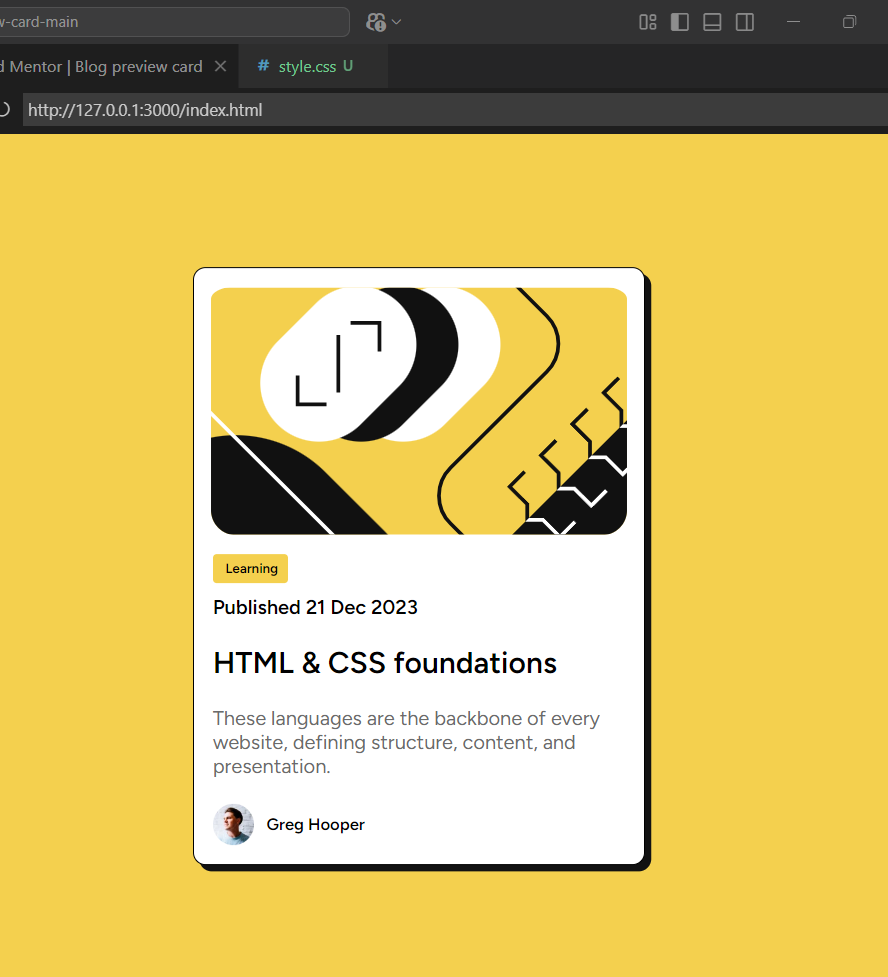 w-card-main
d Mentor | Blog preview card
# style.css U
http://127.0.0.1:3000/index.html
Learning
Published 21 Dec 2023
HTML & CSS foundations
These languages are the backbone of every
website, defining structure, content, and
presentation.
Greg Hooper